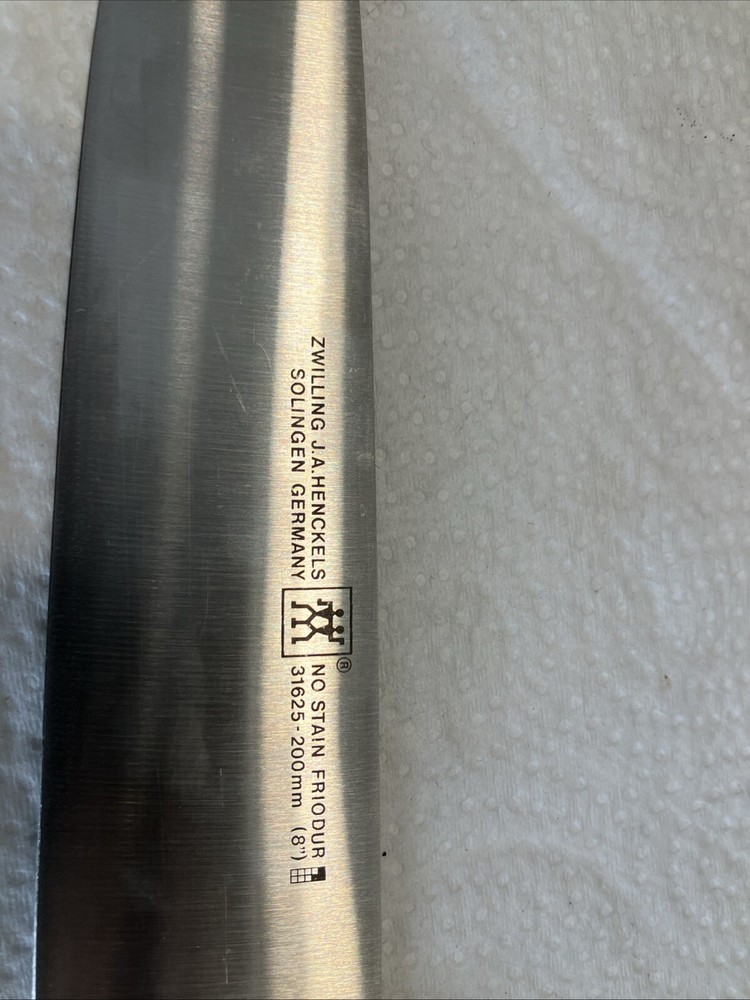 ZWILLING J.A.HENCKELS
SOLINGEN GERMANY
®
NO STAIN FRIODUR
31625-200mm (8")